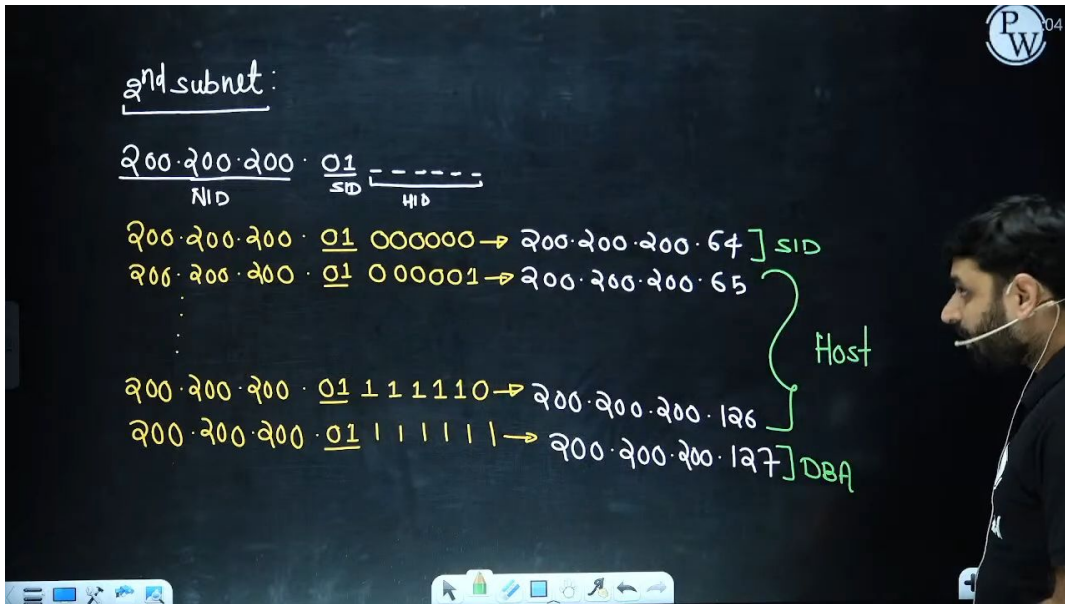 PW :04
2nd subnet:
200.200.200. 01 _ _ _ _ _ _
NID SID HID
200.200.200. 01 000000 → 200.200.200.64 ] SID
200.200.200. 01 000001 → 200.200.200.65
Host
200.200.200. 01 111110 → 200.200.200.126
200.200.200. 01 111111 → 200.200.200.127 ] DBA